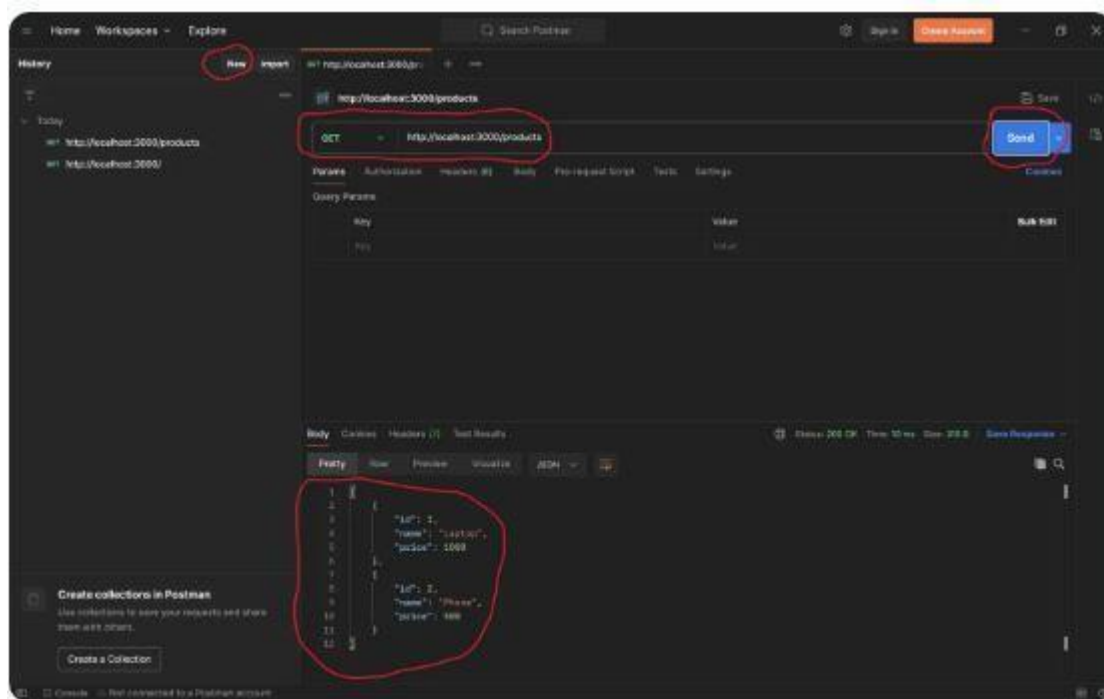 Home Workspaces Explore Search Postman Sign in Create Account
History New Import GET http://localhost:3000/pr
http://localhost:3000/products Save
Today
GET http://localhost:3000/products
GET http://localhost:3000/
GET http://localhost:3000/products Send
Params Authorization Headers (6) Body Pre-request Script Tests Settings Cookies
Query Params
Key Value Bulk Edit
Key Value
Body Cookies Headers (7) Test Results Status: 200 OK Time: 10 ms Save Response
Pretty Raw Preview Visualize JSON
1 [
2 {
3 "id": 1,
4 "name": "Laptop",
5 "price": 1000
6 },
7 {
8 "id": 2,
9 "name": "Phone",
10 "price":
11 }
12 ]
Create collections in Postman
Use collections to save your requests and share
them with others.
Create a Collection
Console Not connected to a Postman account